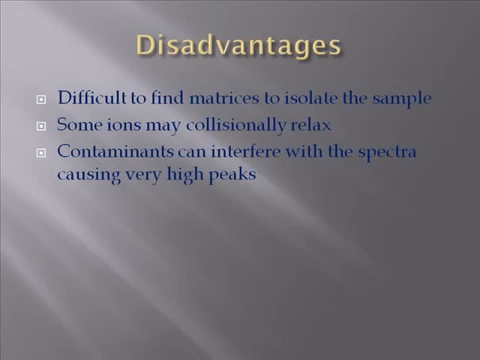 Disadvantages
Difficult to find matrices to isolate the sample
Some ions may collisionally relax
Contaminants can interfere with the spectra
causing very high peaks